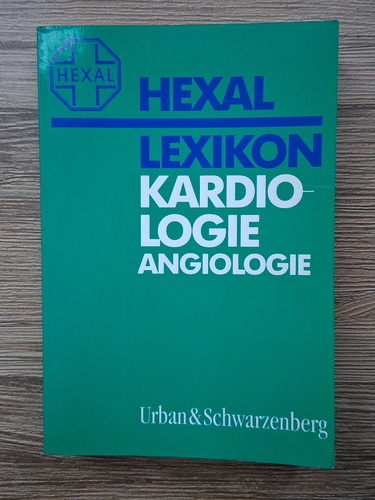 HEXAL
HEXAL
LEXIKON
KARDIO-
LOGIE
ANGIOLOGIE
Urban & Schwarzenberg